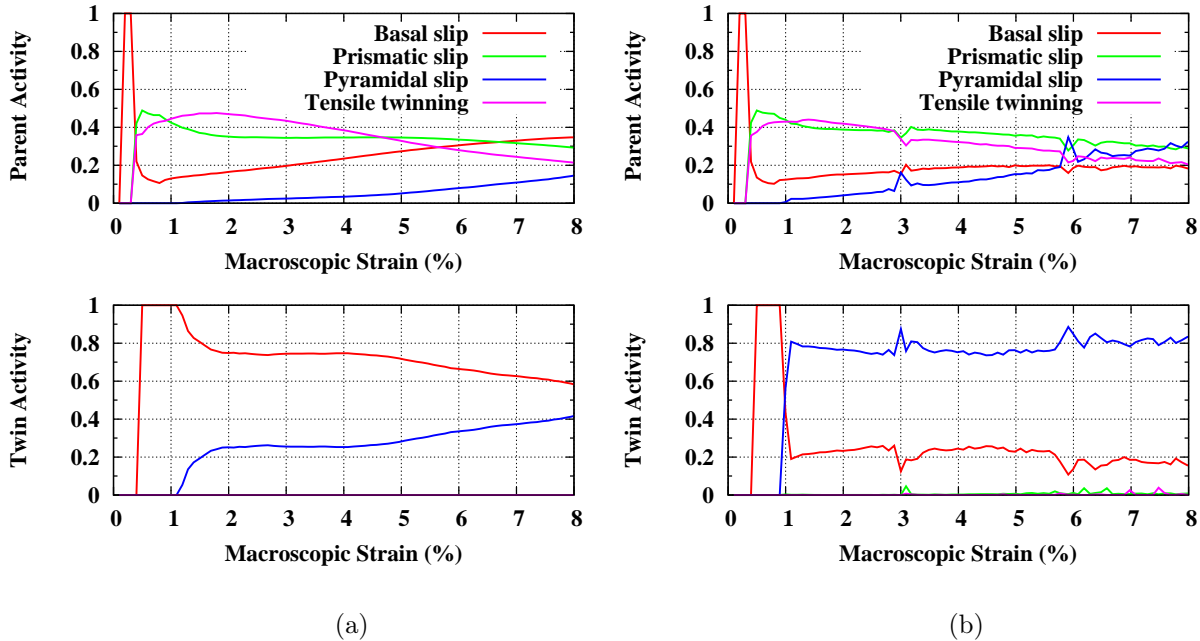 1
0.8
0.6
0.4
0.2
0
Parent Activity
Basal slip
Prismatic slip
Pyramidal slip
Tensile twinning
0 1 2 3 4 5 6 7 8
Macroscopic Strain (%)
1
0.8
0.6
0.4
0.2
0
Parent Activity
Basal slip
Prismatic slip
Pyramidal slip
Tensile twinning
0 1 2 3 4 5 6 7 8
Macroscopic Strain (%)
1
0.8
0.6
0.4
0.2
0
Twin Activity
0 1 2 3 4 5 6 7 8
Macroscopic Strain (%)
1
0.8
0.6
0.4
0.2
0
Twin Activity
0 1 2 3 4 5 6 7 8
Macroscopic Strain (%)
(a)
(b)